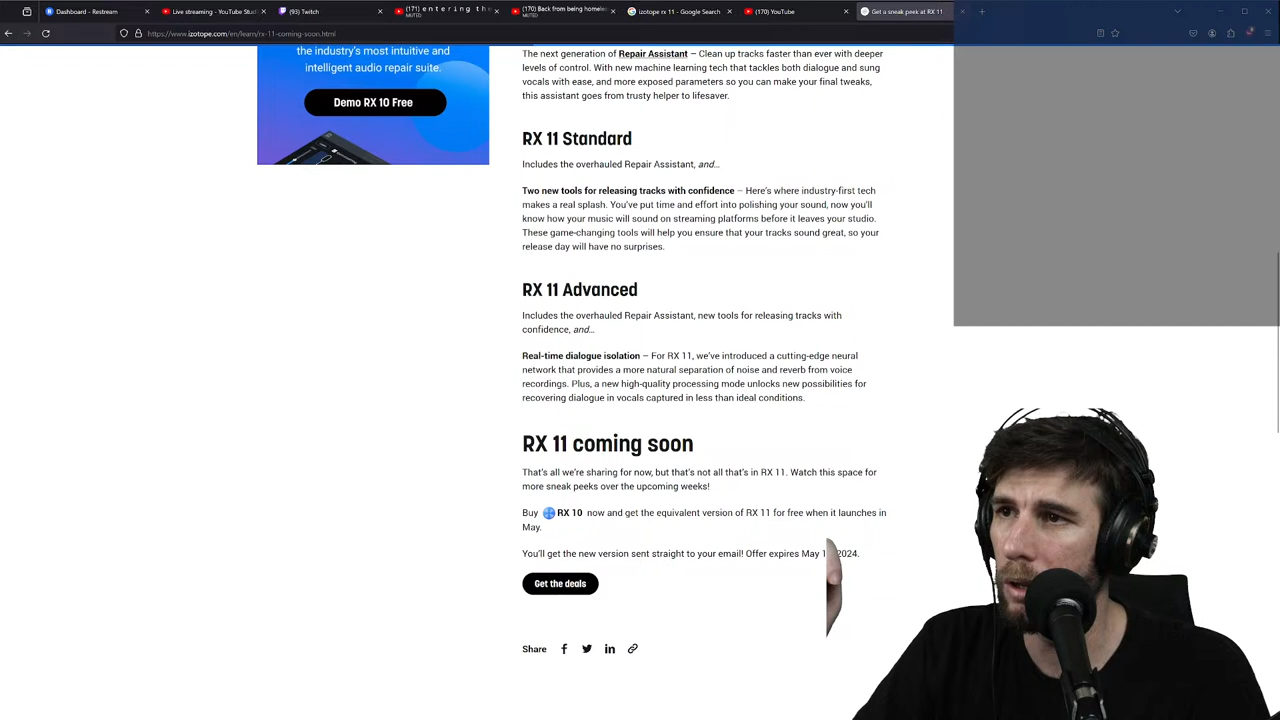 Dashboard - Restream
Live streaming - YouTube Stud
(93) Twitch
(171) e n t e r i n g t h e
MUTED
(170) Back from being homele
MUTED
izotope rx 11 - Google Search
(170) YouTube
Get a sneak peek at RX 11
https://www.izotope.com/en/learn/rx-11-coming-soon.html
the industry's most intuitive and
intelligent audio repair suite.
Demo RX 10 Free
The next generation of Repair Assistant – Clean up tracks faster than ever with deeper
levels of control. With new machine learning tech that tackles both dialogue and sung
vocals with ease, and more exposed parameters so you can make your final tweaks,
this assistant goes from trusty helper to lifesaver.
RX 11 Standard
Includes the overhauled Repair Assistant, and...
Two new tools for releasing tracks with confidence – Here's where industry-first tech
makes a real splash. You've put time and effort into polishing your sound, now you'll
know how your music will sound on streaming platforms before it leaves your studio.
These game-changing tools will help you ensure that your tracks sound great, so your
release day will have no surprises.
RX 11 Advanced
Includes the overhauled Repair Assistant, new tools for releasing tracks with
confidence, and...
Real-time dialogue isolation – For RX 11, we've introduced a cutting-edge neural
network that provides a more natural separation of noise and reverb from voice
recordings. Plus, a new high-quality processing mode unlocks new possibilities for
recovering dialogue in vocals captured in less than ideal conditions.
RX 11 coming soon
That's all we're sharing for now, but that's not all that's in RX 11. Watch this space for
more sneak peeks over the upcoming weeks!
Buy RX 10 now and get the equivalent version of RX 11 for free when it launches in
May.
You'll get the new version sent straight to your email! Offer expires May 2024.
Get the deals
Share